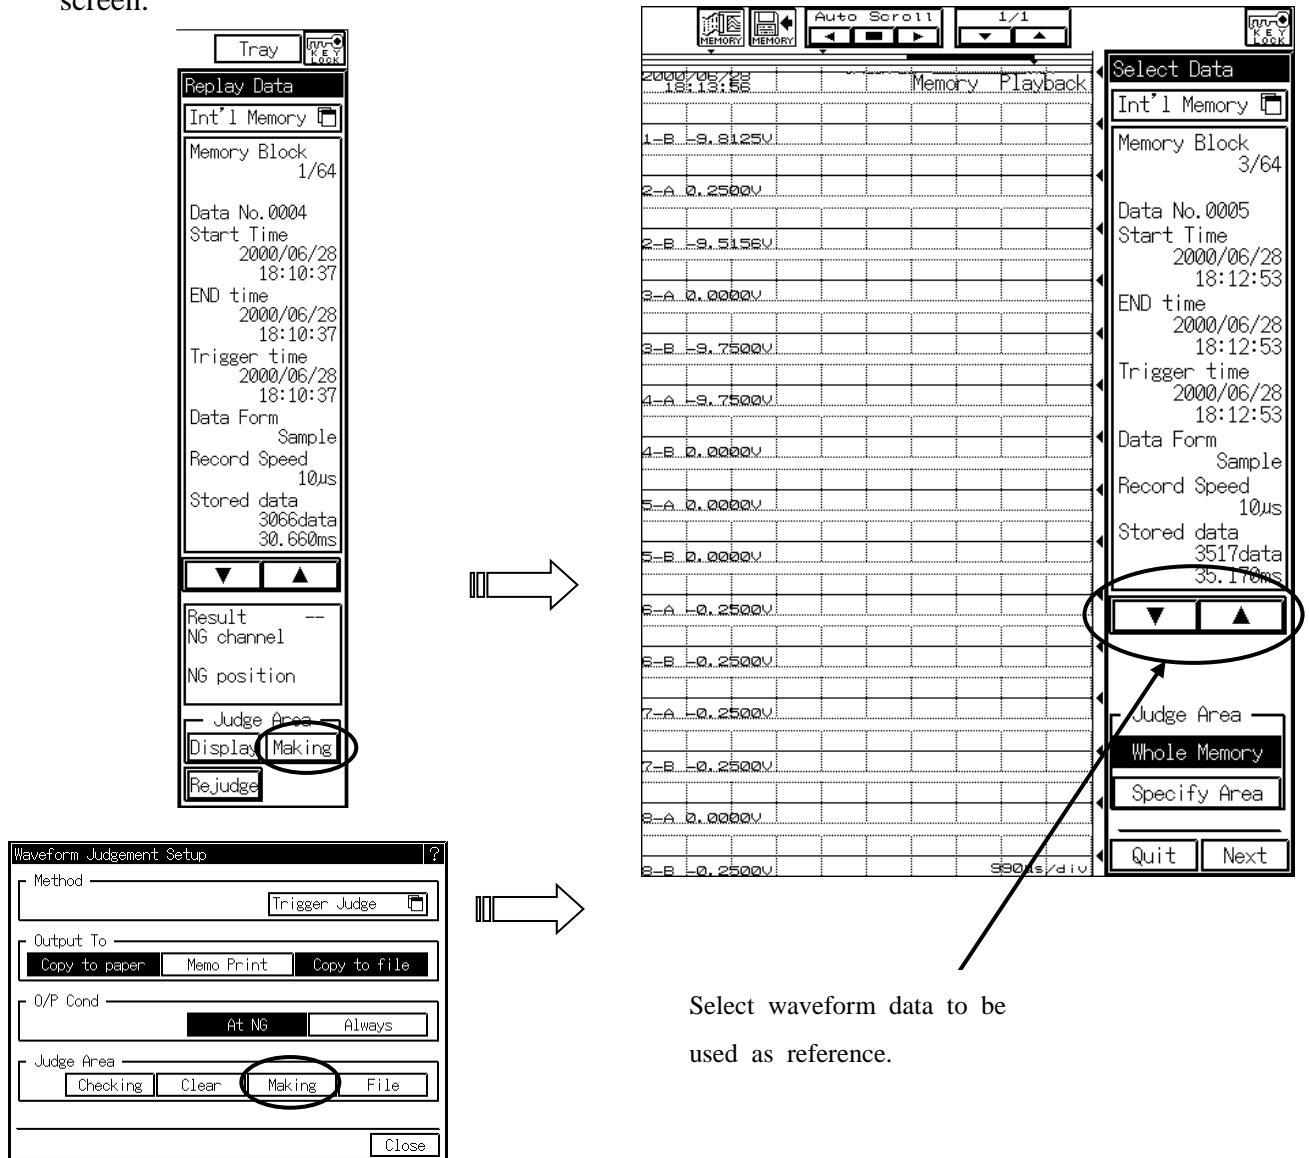 screen.
Tray
KEY
LOCK
Replay Data
Int'l Memory
Memory Block
1/64
Data No.0004
Start Time
2000/06/28
18:10:37
END time
2000/06/28
18:10:37
Trigger time
2000/06/28
18:10:37
Data Form
Sample
Record Speed
10µs
Stored data
3066data
30.660ms
▼ ▲
Result --
NG channel
NG position
Judge Area
Display Making
Rejudge
Waveform Judgement Setup ?
Method
Trigger Judge
Output To
Copy to paper Memo Print Copy to file
O/P Cond
At NG Always
Judge Area
Checking Clear Making File
Close
MEMORY MEMORY
Auto Scroll
1/1
KEY
LOCK
2000/06/28
18:13:56
Memory Playback
1-B -9.8125V
2-A 0.2500V
2-B -9.5156V
3-A 0.0000V
3-B -9.7500V
4-A -9.7500V
4-B 0.0000V
5-A 0.0000V
5-B 0.0000V
6-A -0.2500V
6-B -0.2500V
7-A -0.2500V
7-B -0.2500V
8-A 0.0000V
8-B -0.2500V
990µs/div
Select Data
Int'l Memory
Memory Block
3/64
Data No.0005
Start Time
2000/06/28
18:12:53
END time
2000/06/28
18:12:53
Trigger time
2000/06/28
18:12:53
Data Form
Sample
Record Speed
10µs
Stored data
3517data
35.170ms
▼ ▲
Judge Area
Whole Memory
Specify Area
Quit Next
Select waveform data to be
used as reference.